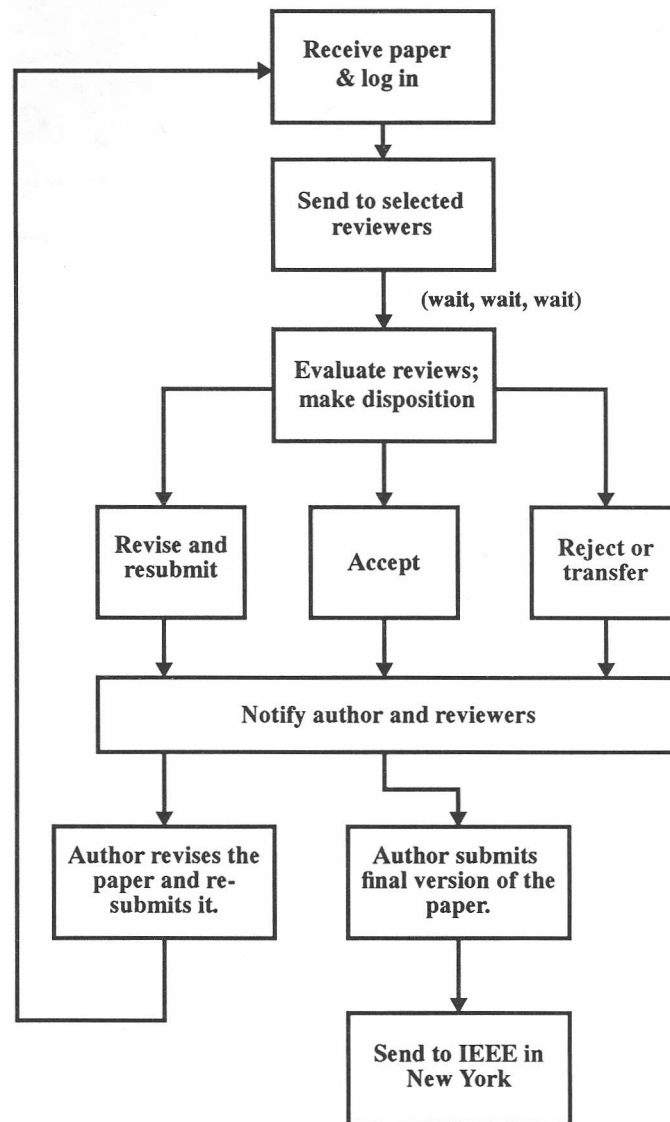 Receive paper
& log in
Send to selected
reviewers
(wait, wait, wait)
Evaluate reviews;
make disposition
Revise and
resubmit
Accept
Reject or
transfer
Notify author and reviewers
Author revises the
paper and re-
submits it.
Author submits
final version of the
paper.
Send to IEEE in
New York